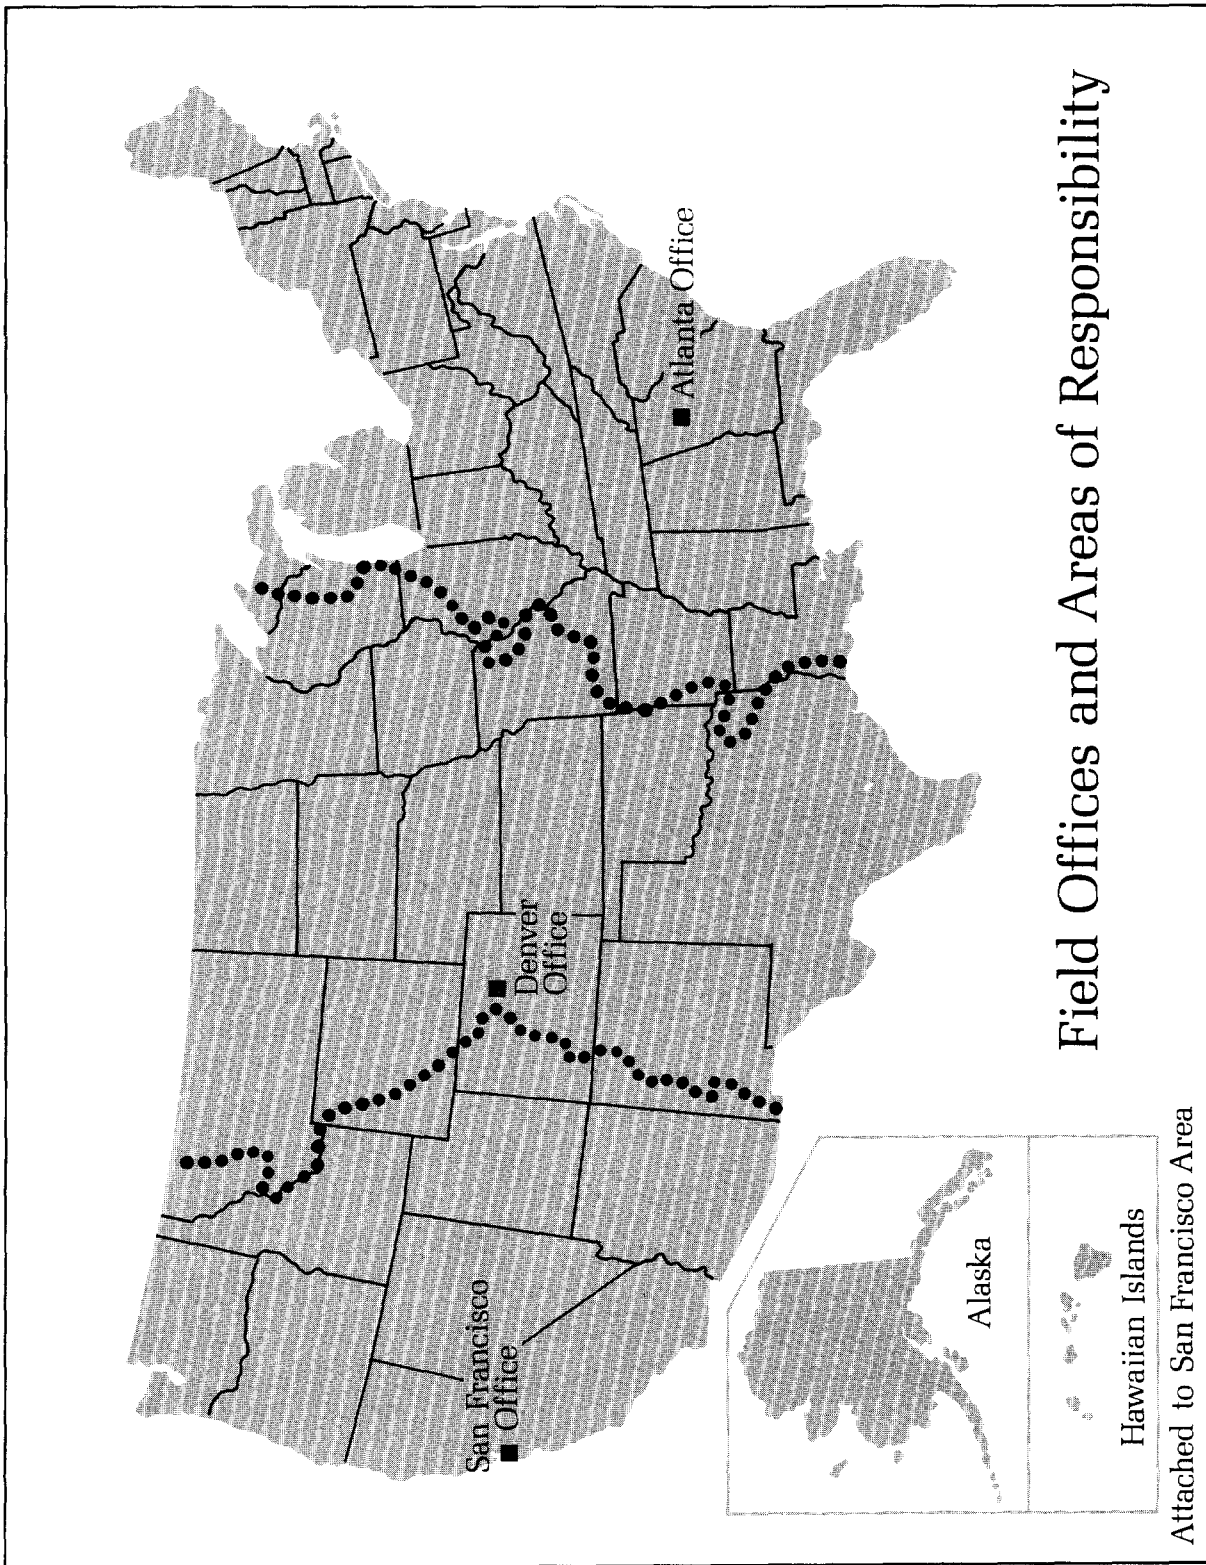 Field Offices and Areas of Responsibility
San Francisco
Office
Denver
Office
Atlanta Office
Alaska
Hawaiian Islands
Attached to San Francisco Area